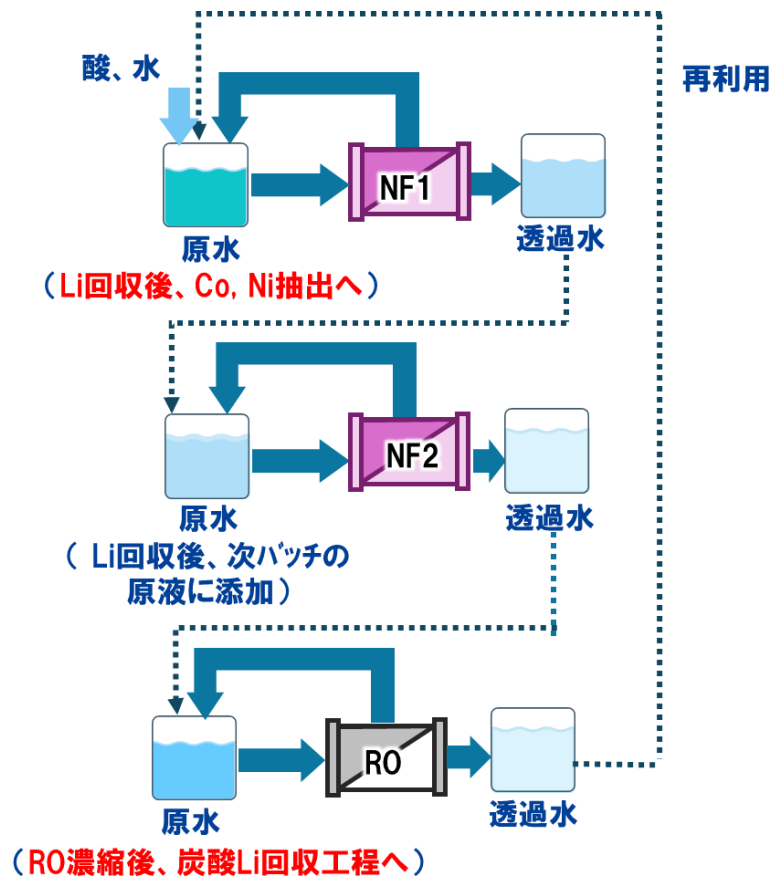 酸、水
再利用
NF1
原水
透過水
（Li回収後、Co, Ni抽出へ）
NF2
原水
透過水
（ Li回収後、次ﾊﾞｯﾁの
原液に添加）
RO
原水
透過水
（RO濃縮後、炭酸Li回収工程へ）